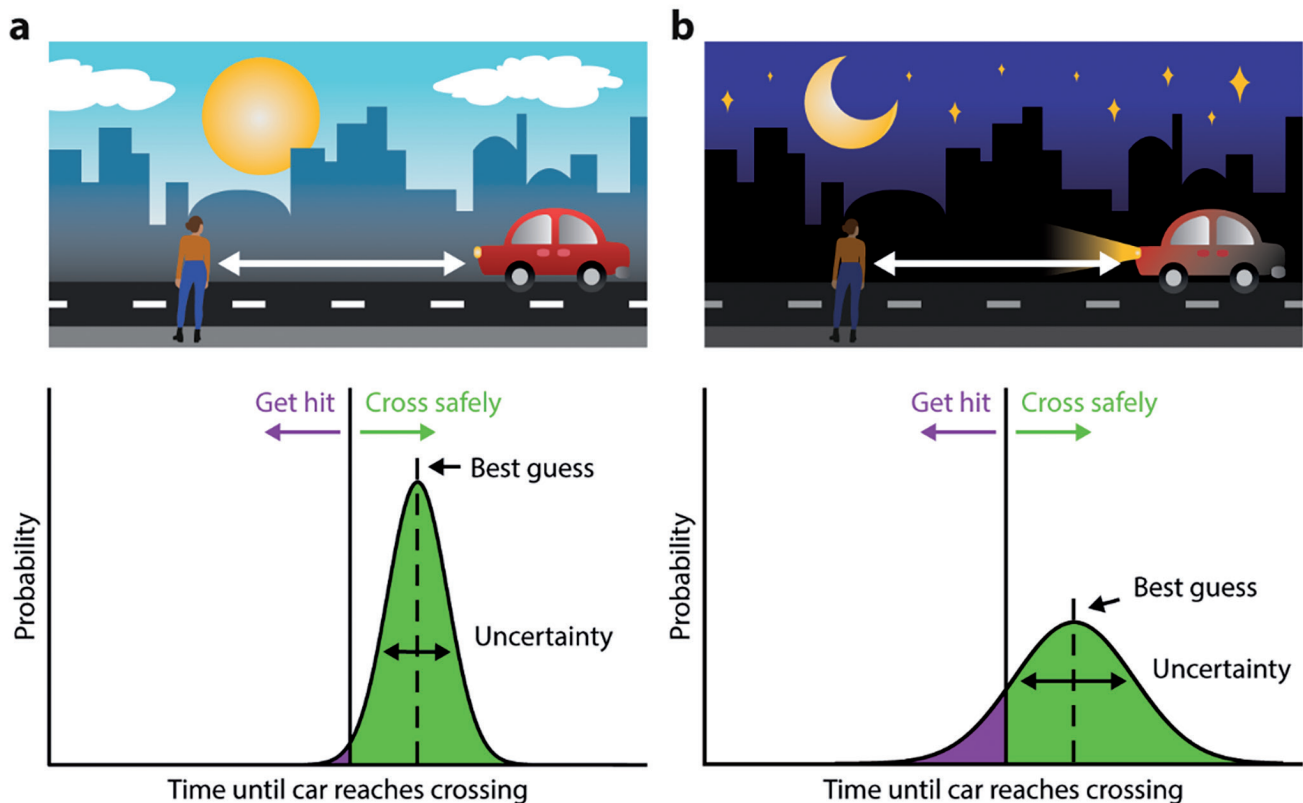 a
Get hit
Cross safely
Best guess
Uncertainty
Probability
Time until car reaches crossing
b
Get hit
Cross safely
Best guess
Uncertainty
Probability
Time until car reaches crossing